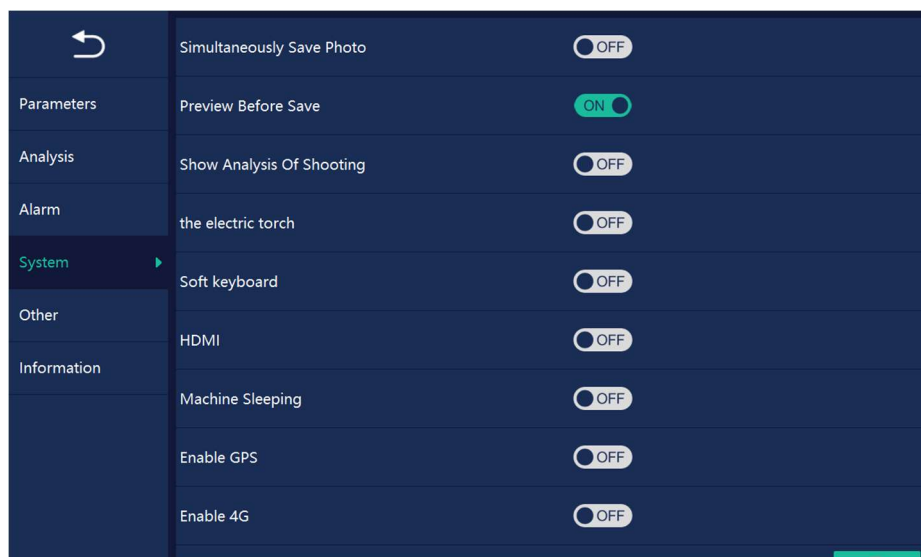 Simultaneously Save Photo OFF
Parameters
Preview Before Save ON
Analysis
Show Analysis Of Shooting OFF
Alarm
the electric torch OFF
System
Soft keyboard OFF
Other
HDMI OFF
Information
Machine Sleeping OFF
Enable GPS OFF
Enable 4G OFF